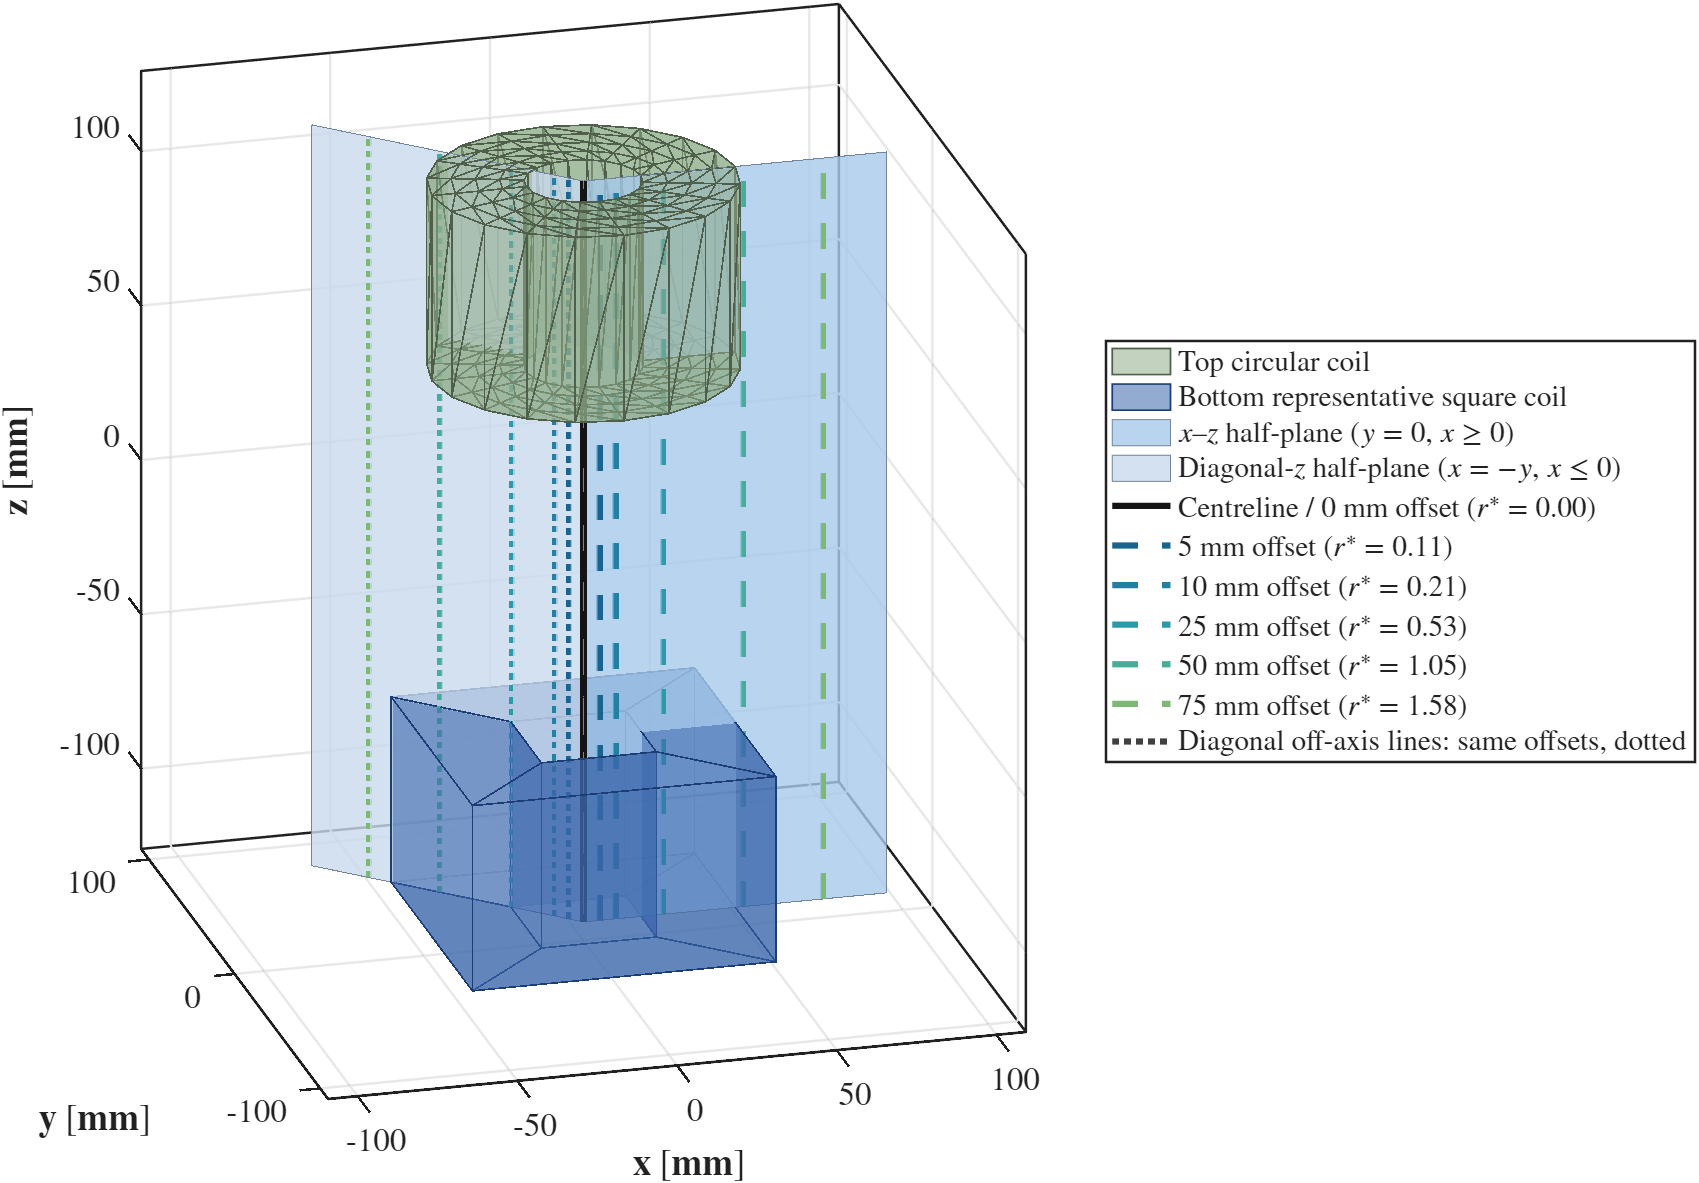 100
50
0
-50
-100
z [mm]
100
0
-100
y [mm]
-100
-50
0
50
100
x [mm]
Top circular coil
Bottom representative square coil
x–z half-plane (y = 0, x ≥ 0)
Diagonal-z half-plane (x = −y, x ≤ 0)
Centreline / 0 mm offset (r* = 0.00)
5 mm offset (r* = 0.11)
10 mm offset (r* = 0.21)
25 mm offset (r* = 0.53)
50 mm offset (r* = 1.05)
75 mm offset (r* = 1.58)
Diagonal off-axis lines: same offsets, dotted